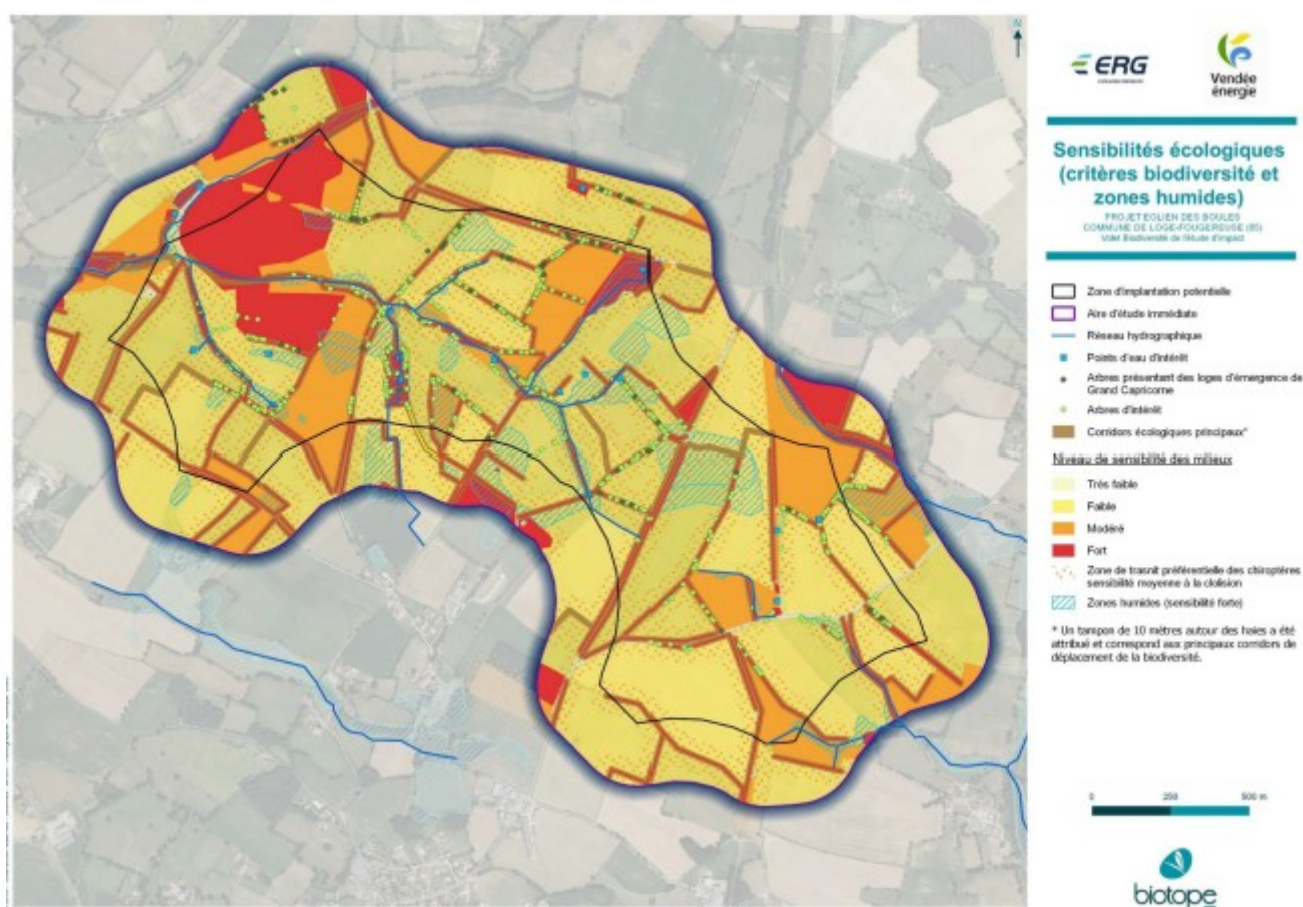 N
ERG
Vendée
énergie
Sensibilités écologiques
(critères biodiversité et
zones humides)
PROJET EOLIEN DES BOULES
COMMUNE DE LOGE-FOUGEREUSE (85)
Volet Biodiversité de l'étude d'impact
Zone d'implantation potentielle
Aire d'étude immédiate
Réseau hydrographique
Points d'eau d'intérêt
Arbres présentant des loges d'émergence de
Grand Capricorne
Arbres d'intérêt
Corridors écologiques principaux*
Niveau de sensibilité des milieux
Très faible
Faible
Modéré
Fort
Zone de trasnit préférentielle des chiroptères
sensibilité moyenne à la clolision
Zones humides (sensibilité forte)
* Un tampon de 10 mètres autour des haies a été
attribué et correspond aux principaux corridors de
déplacement de la biodiversité.
0 250 500 m
biotope